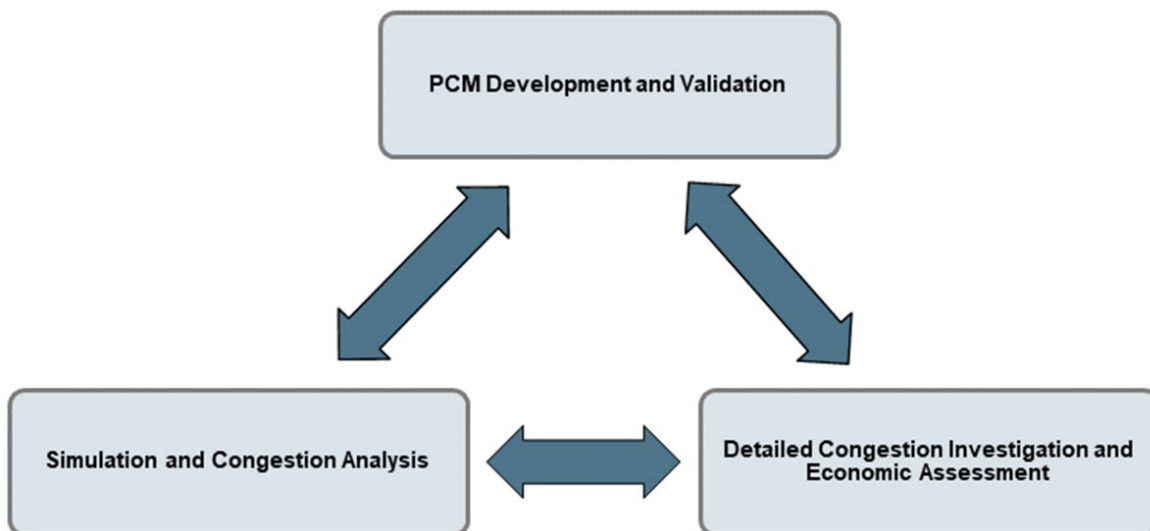 PCM Development and Validation
Simulation and Congestion Analysis
Detailed Congestion Investigation and
Economic Assessment